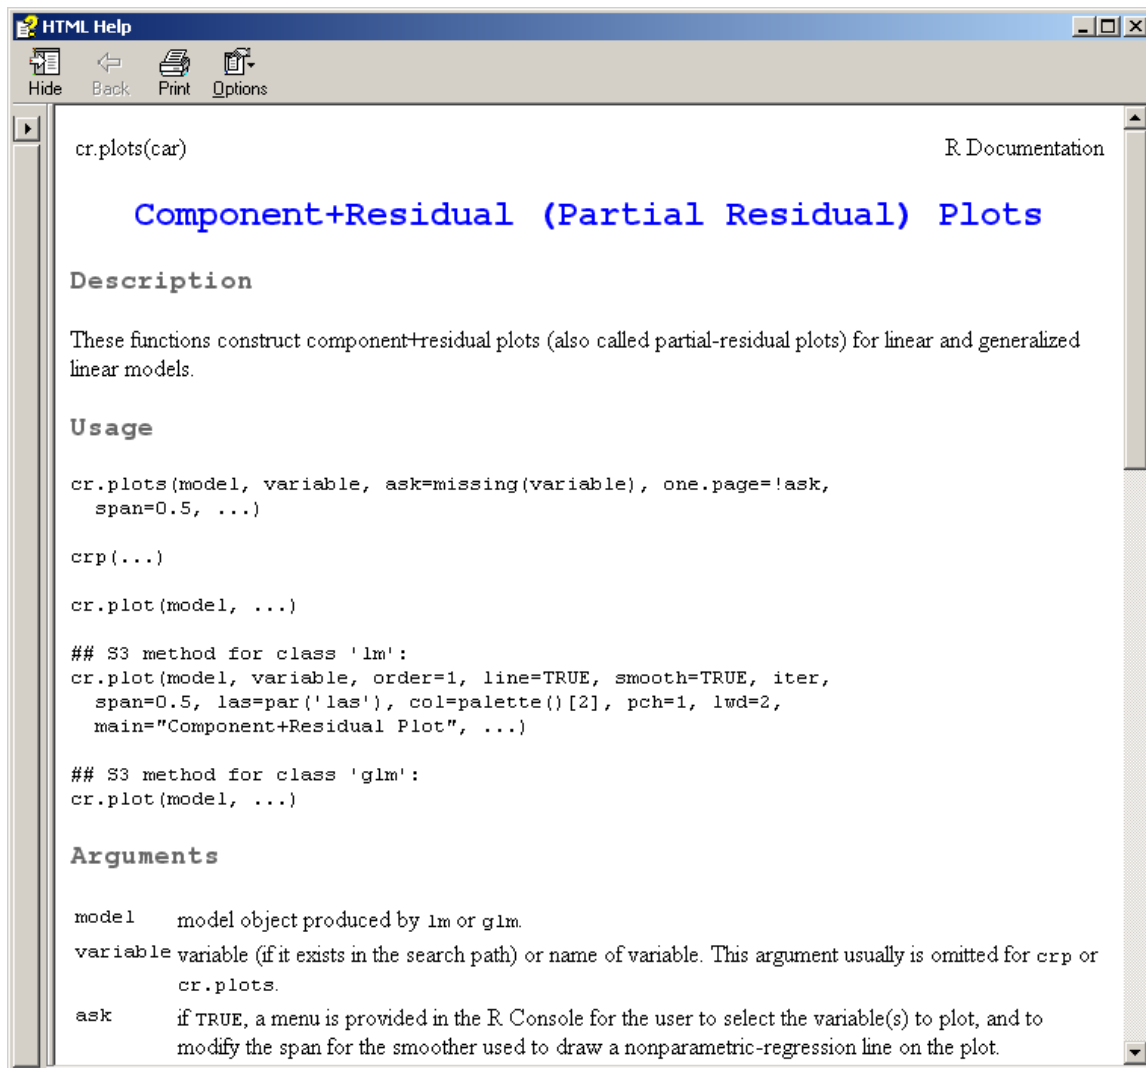 HTML Help
Hide Back Print Options
cr.plots(car) R Documentation
Component+Residual (Partial Residual) Plots
Description
These functions construct component+residual plots (also called partial-residual plots) for linear and generalized
linear models.
Usage
cr.plots(model, variable, ask=missing(variable), one.page=!ask,
  span=0.5, ...)
crp(...)
cr.plot(model, ...)
## S3 method for class 'lm':
cr.plot(model, variable, order=1, line=TRUE, smooth=TRUE, iter,
  span=0.5, las=par('las'), col=palette()[2], pch=1, lwd=2,
  main="Component+Residual Plot", ...)
## S3 method for class 'glm':
cr.plot(model, ...)
Arguments
model model object produced by lm or glm.
variable variable (if it exists in the search path) or name of variable. This argument usually is omitted for crp or
cr.plots.
ask if TRUE, a menu is provided in the R Console for the user to select the variable(s) to plot, and to
modify the span for the smoother used to draw a nonparametric-regression line on the plot.